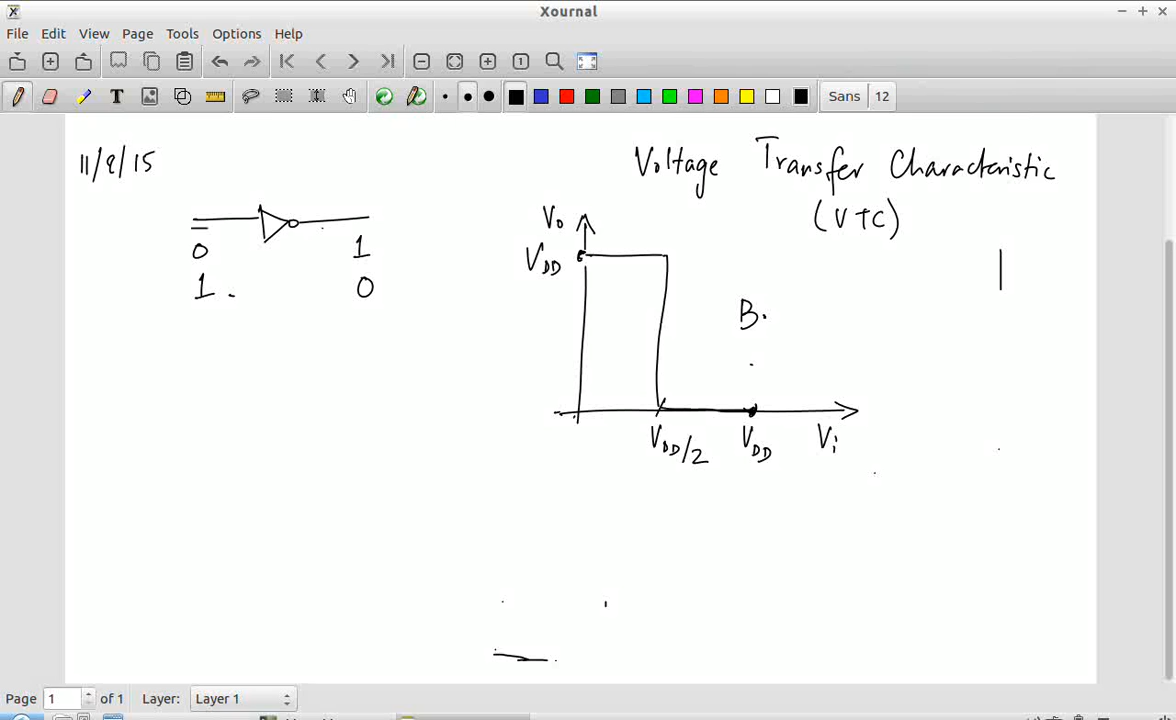 Xournal
File Edit View Page Tools Options Help
Sans 12
11/9/15
Voltage Transfer Characteristic
(VTC)
0 1
1 0
Vo
VDD
B.
VDD/2 VDD Vi
Page 1 of 1 Layer: Layer 1